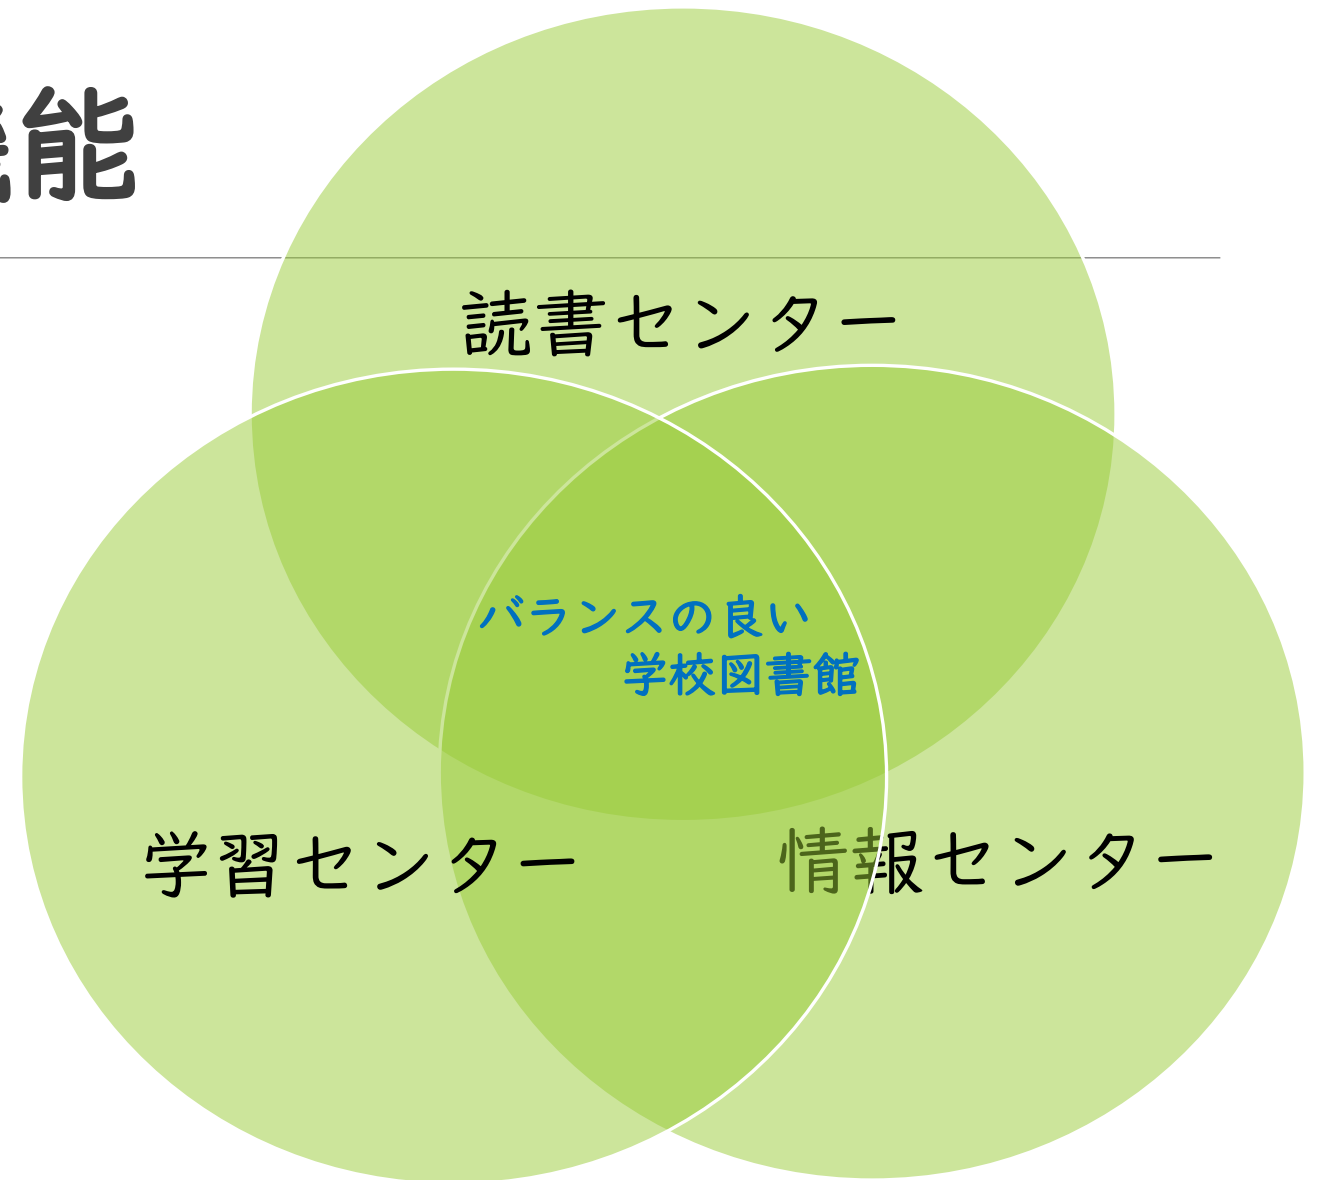 能
読書センター
バランスの良い
学校図書館
学習センター
情報センター